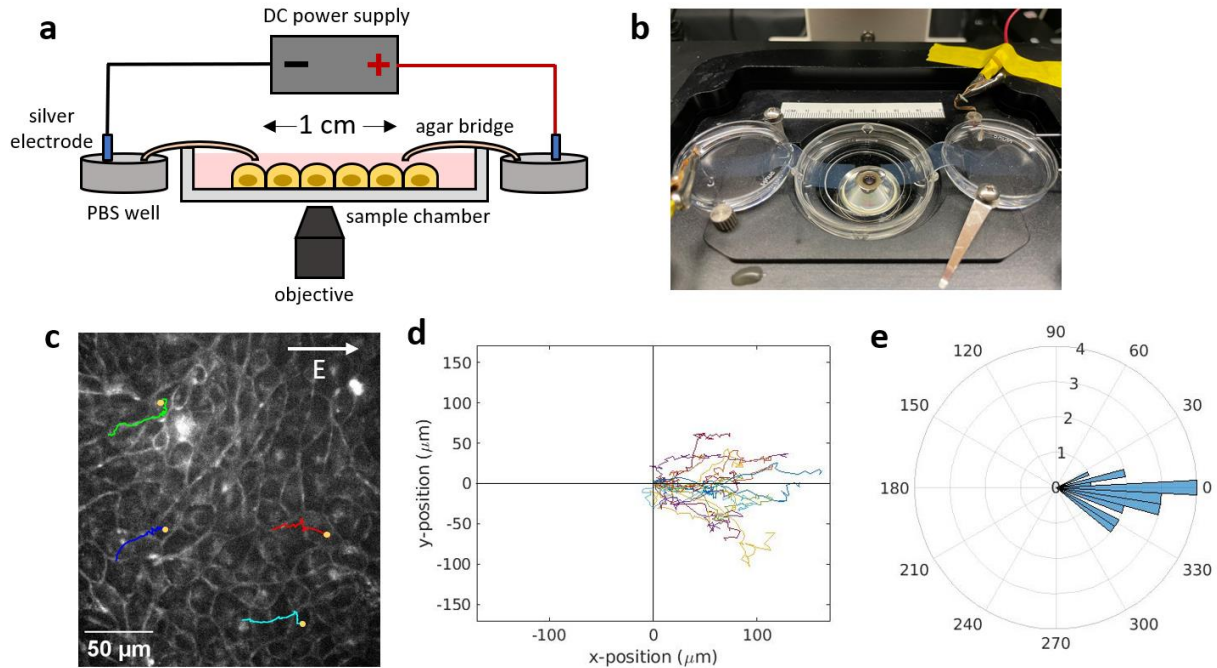 a
DC power supply
− +
silver
electrode
1 cm
agar bridge
PBS well
sample chamber
objective
b
c
E
50 μm
d
150
100
50
0
-50
-100
-150
-100
0
100
y-position (μm)
x-position (μm)
e
90
120
60
150
30
180
0
210
330
240
300
270
4
3
2
1
0